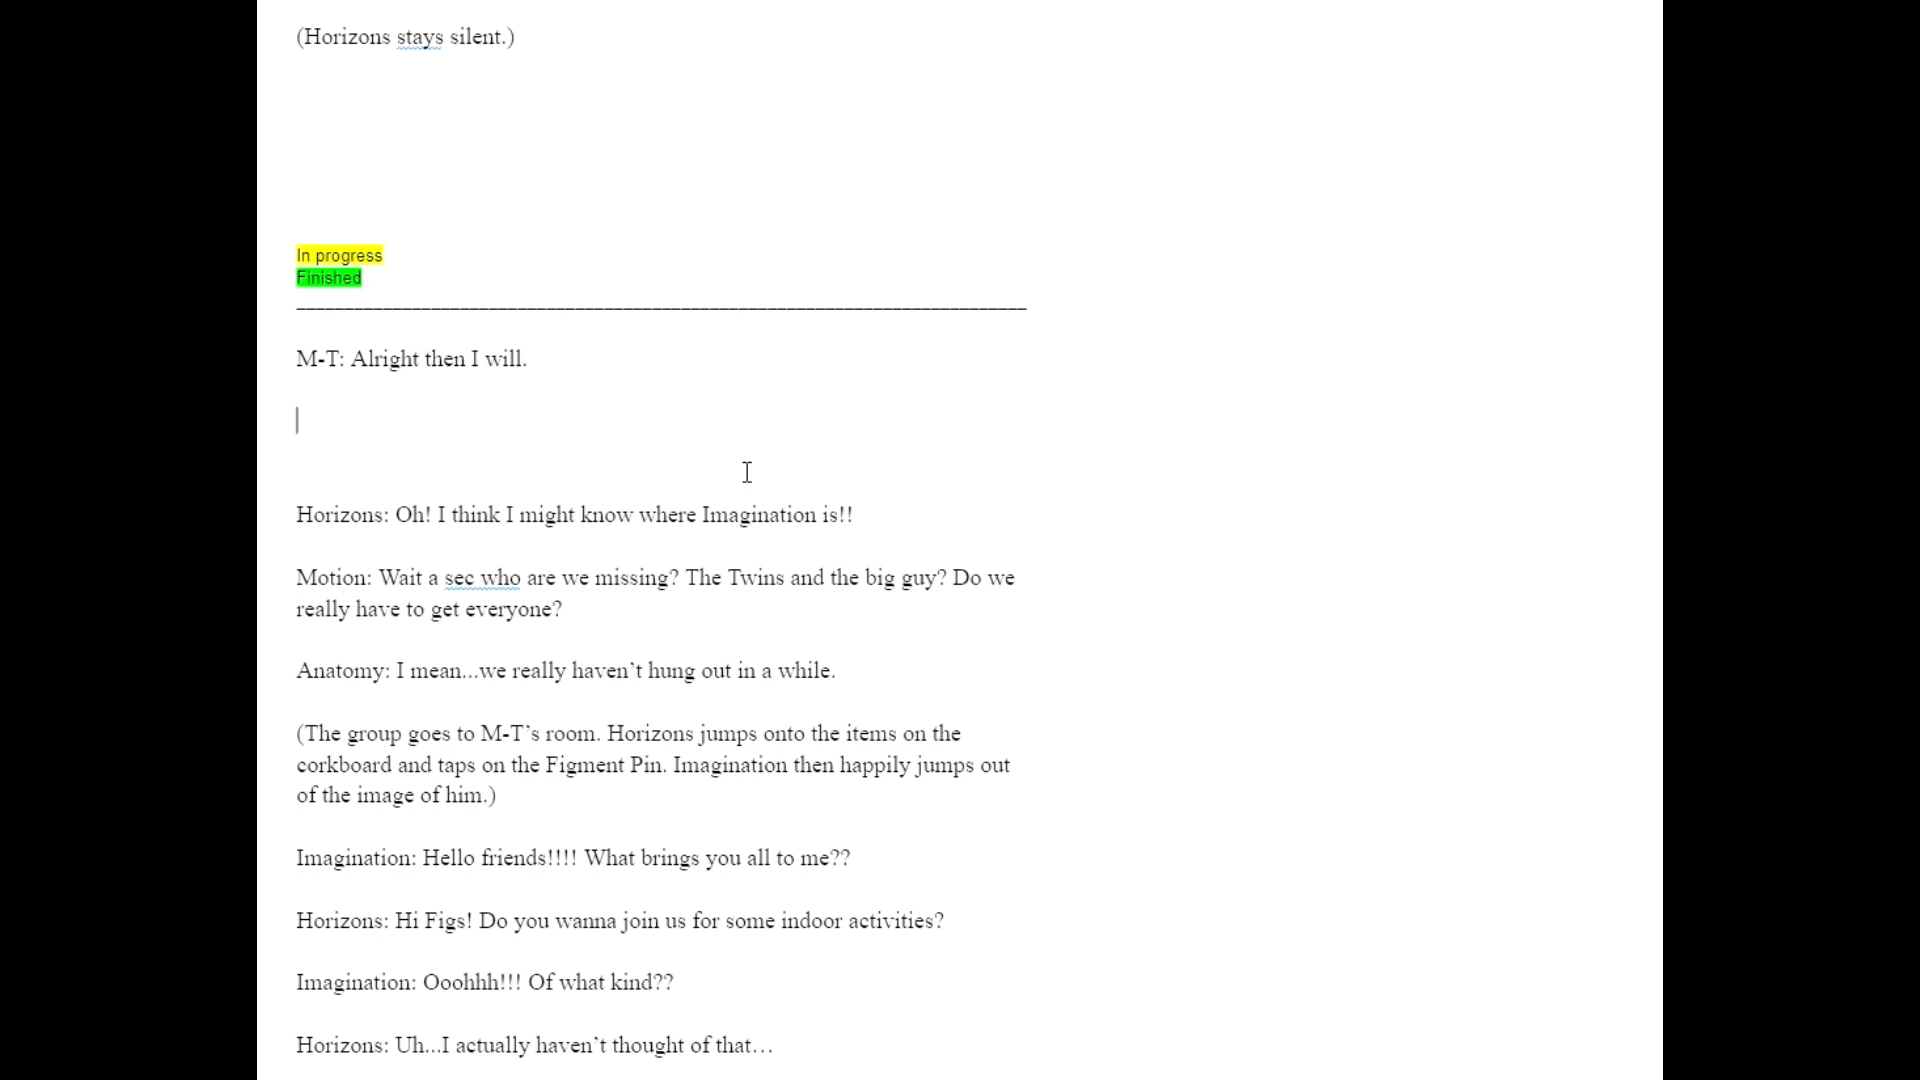 (Horizons stays silent.)
In progress
Finished
M-T: Alright then I will.
Horizons: Oh! I think I might know where Imagination is!!
Motion: Wait a sec who are we missing? The Twins and the big guy? Do we
really have to get everyone?
Anatomy: I mean...we really haven’t hung out in a while.
(The group goes to M-T’s room. Horizons jumps onto the items on the
corkboard and taps on the Figment Pin. Imagination then happily jumps out
of the image of him.)
Imagination: Hello friends!!!! What brings you all to me??
Horizons: Hi Figs! Do you wanna join us for some indoor activities?
Imagination: Ooohhh!!! Of what kind??
Horizons: Uh...I actually haven’t thought of that…